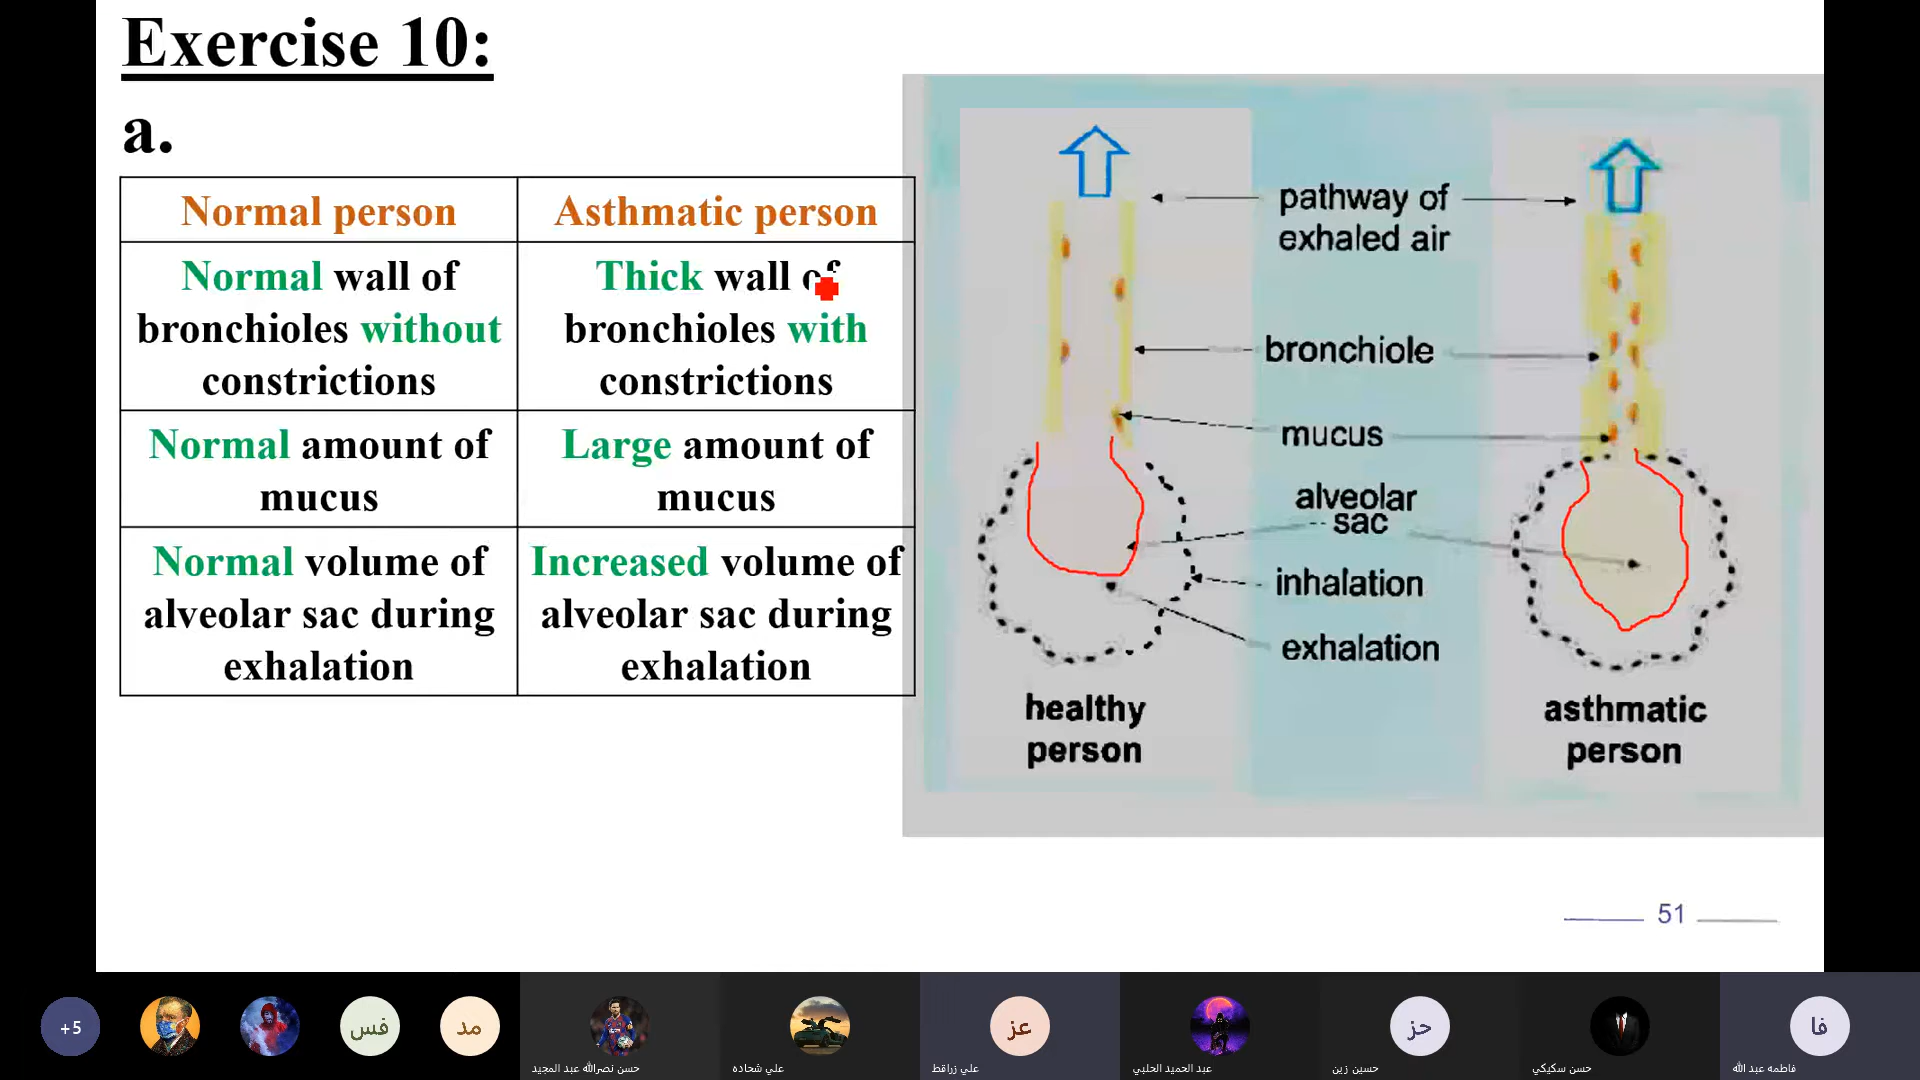 Exercise 10:
a.
Normal person
Asthmatic person
Normal wall of
bronchioles without
constrictions
Thick wall of
bronchioles with
constrictions
Normal amount of
mucus
Large amount of
mucus
Normal volume of
alveolar sac during
exhalation
Increased volume of
alveolar sac during
exhalation
pathway of
exhaled air
bronchiole
mucus
alveolar
sac
inhalation
exhalation
healthy
person
asthmatic
person
51
+5
فس
مد
عز
حز
فا
حسن نصرالله عبد المجيد
علي شحاده
علي زراقط
عبد الحميد الحلبي
حسين زين
حسن سكيكي
فاطمه عبد الله